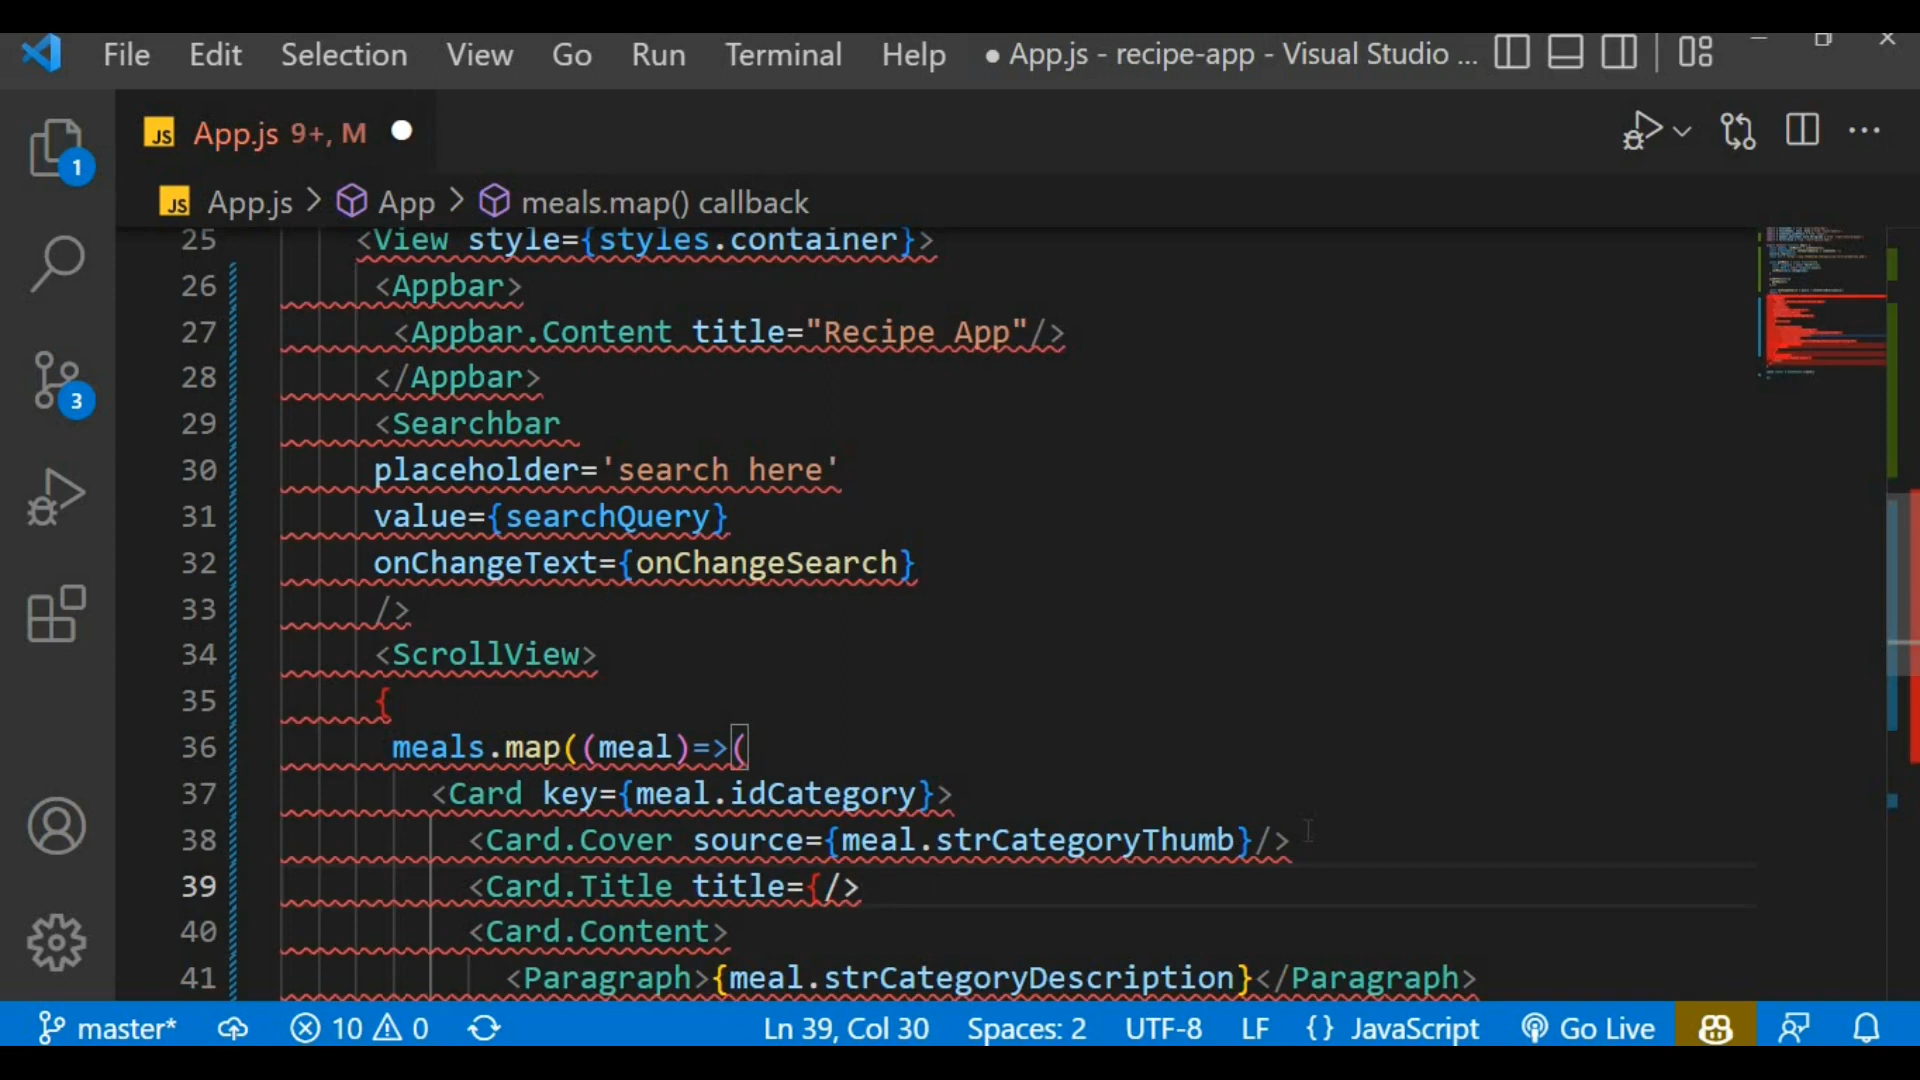 File Edit Selection View Go Run Terminal Help ● App.js - recipe-app - Visual Studio ...
JS App.js 9+, M
JS App.js > App > meals.map() callback
1
3
25 <View style={styles.container}>
26 <Appbar>
27 <Appbar.Content title="Recipe App"/>
28 </Appbar>
29 <Searchbar
30 placeholder='search here'
31 value={searchQuery}
32 onChangeText={onChangeSearch}
33 />
34 <ScrollView>
35 {
36 meals.map((meal)=>(
37 <Card key={meal.idCategory}>
38 <Card.Cover source={meal.strCategoryThumb}/>
39 <Card.Title title={/>
40 <Card.Content>
41 <Paragraph>{meal.strCategoryDescription}</Paragraph>
master* 10 0 Ln 39, Col 30 Spaces: 2 UTF-8 LF {} JavaScript Go Live